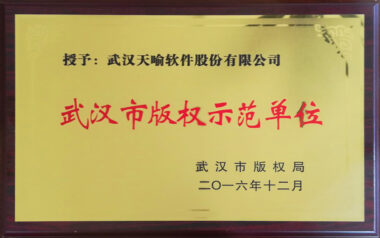 授予：武汉天喻软件股份有限公司
武汉市版权示范单位
武汉市版权局
二〇一六年十二月